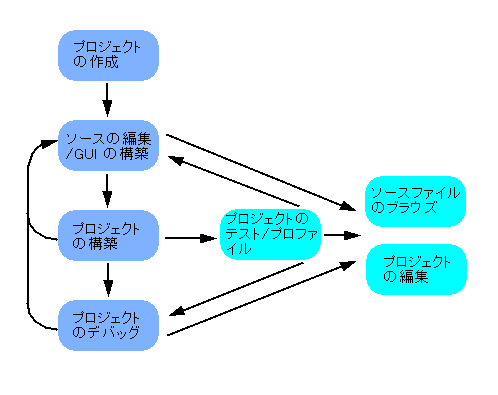 プロジェクト
の作成
ソースの編集
/GUI の構築
ソースファイル
のブラウズ
プロジェクトの
テスト/プロファ
イル
プロジェクト
の構築
プロジェクト
の編集
プロジェクト
のデバッグ